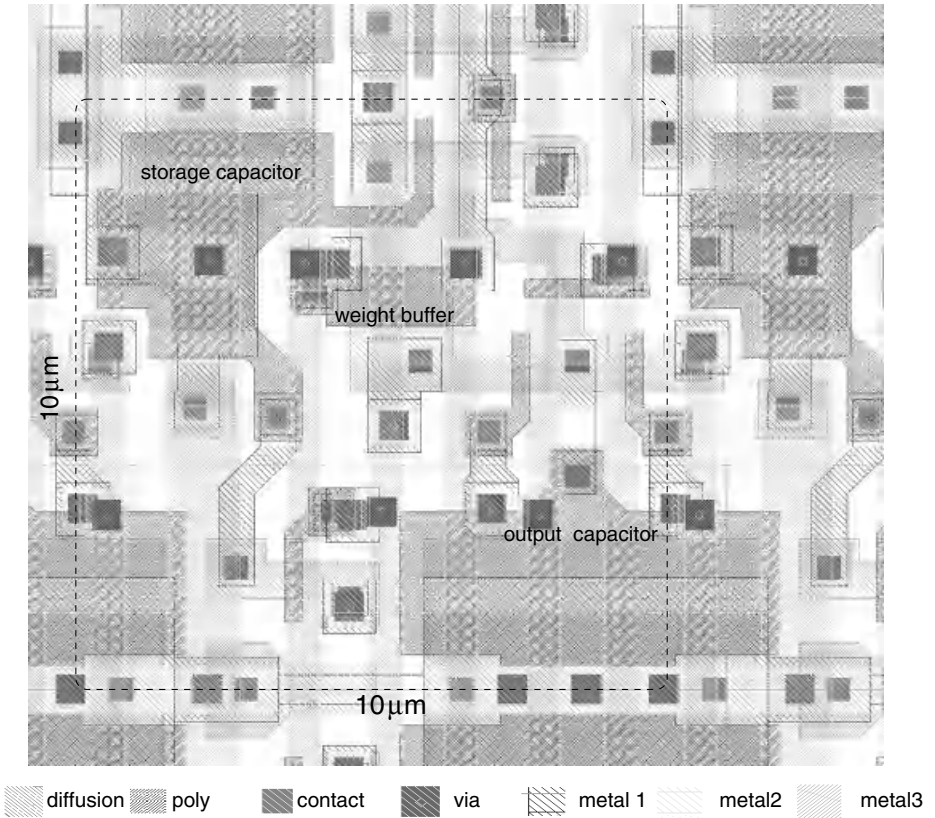 storage capacitor
weight buffer
10μm
output capacitor
10μm
diffusion poly contact via metal 1 metal2 metal3